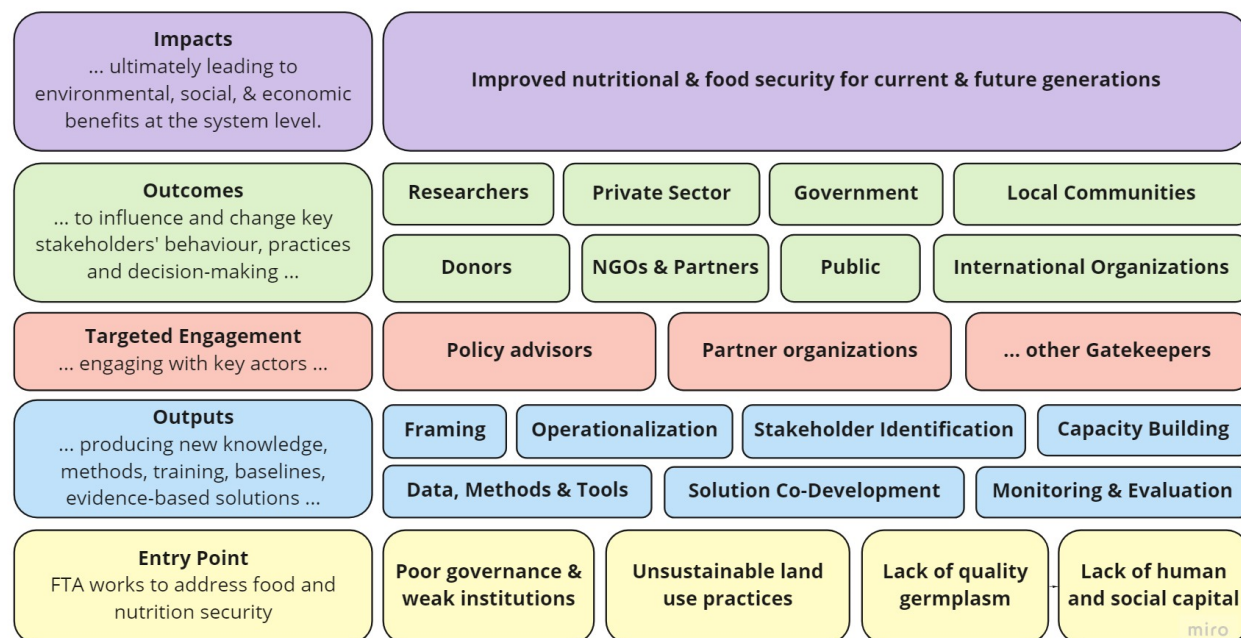 Impacts
... ultimately leading to
environmental, social, & economic
benefits at the system level.
Improved nutritional & food security for current & future generations
Outcomes
... to influence and change key
stakeholders' behaviour, practices
and decision-making ...
Researchers
Private Sector
Government
Local Communities
Donors
NGOs & Partners
Public
International Organizations
Targeted Engagement
... engaging with key actors ...
Policy advisors
Partner organizations
... other Gatekeepers
Outputs
... producing new knowledge,
methods, training, baselines,
evidence-based solutions ...
Framing
Operationalization
Stakeholder Identification
Capacity Building
Data, Methods & Tools
Solution Co-Development
Monitoring & Evaluation
Entry Point
FTA works to address food and
nutrition security
Poor governance &
weak institutions
Unsustainable land
use practices
Lack of quality
germplasm
Lack of human
and social capital
miro